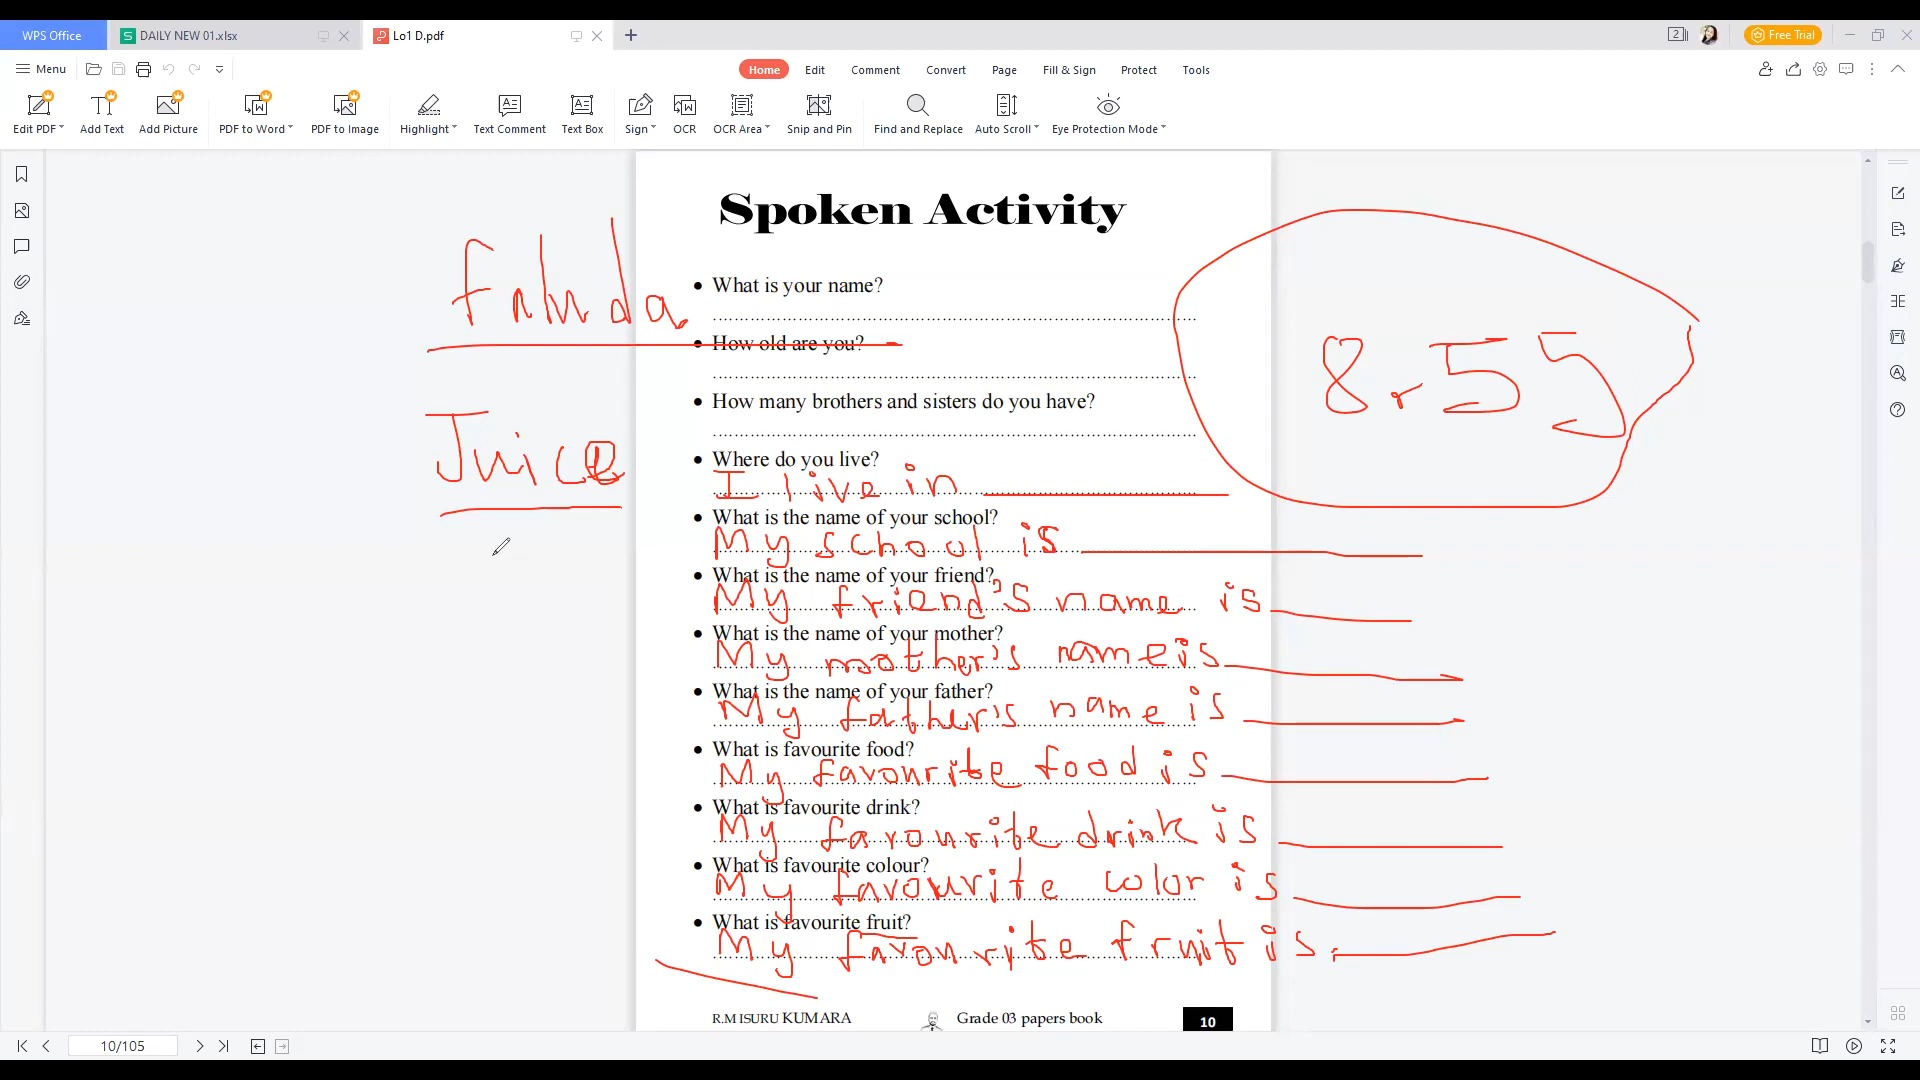 WPS Office DAILY NEW 01.xlsx Lo1 D.pdf 2 Free Trial
Menu Home Edit Comment Convert Page Fill & Sign Protect Tools
Edit PDF Add Text Add Picture PDF to Word PDF to Image Highlight Text Comment Text Box Sign OCR OCR Area Snip and Pin Find and Replace Auto Scroll Eye Protection Mode
Spoken Activity
• What is your name?
• How old are you?
• How many brothers and sisters do you have?
• Where do you live?
I live in
• What is the name of your school?
My school is
• What is the name of your friend?
My friend's name is
• What is the name of your mother?
My mother's name is
• What is the name of your father?
My father's name is
• What is favourite food?
My favourite food is
• What is favourite drink?
My favourite drink is
• What is favourite colour?
My favourite color is
• What is favourite fruit?
My favourite fruit is
R.M ISURU KUMARA Grade 03 papers book 10
Juice
8.55
10/105